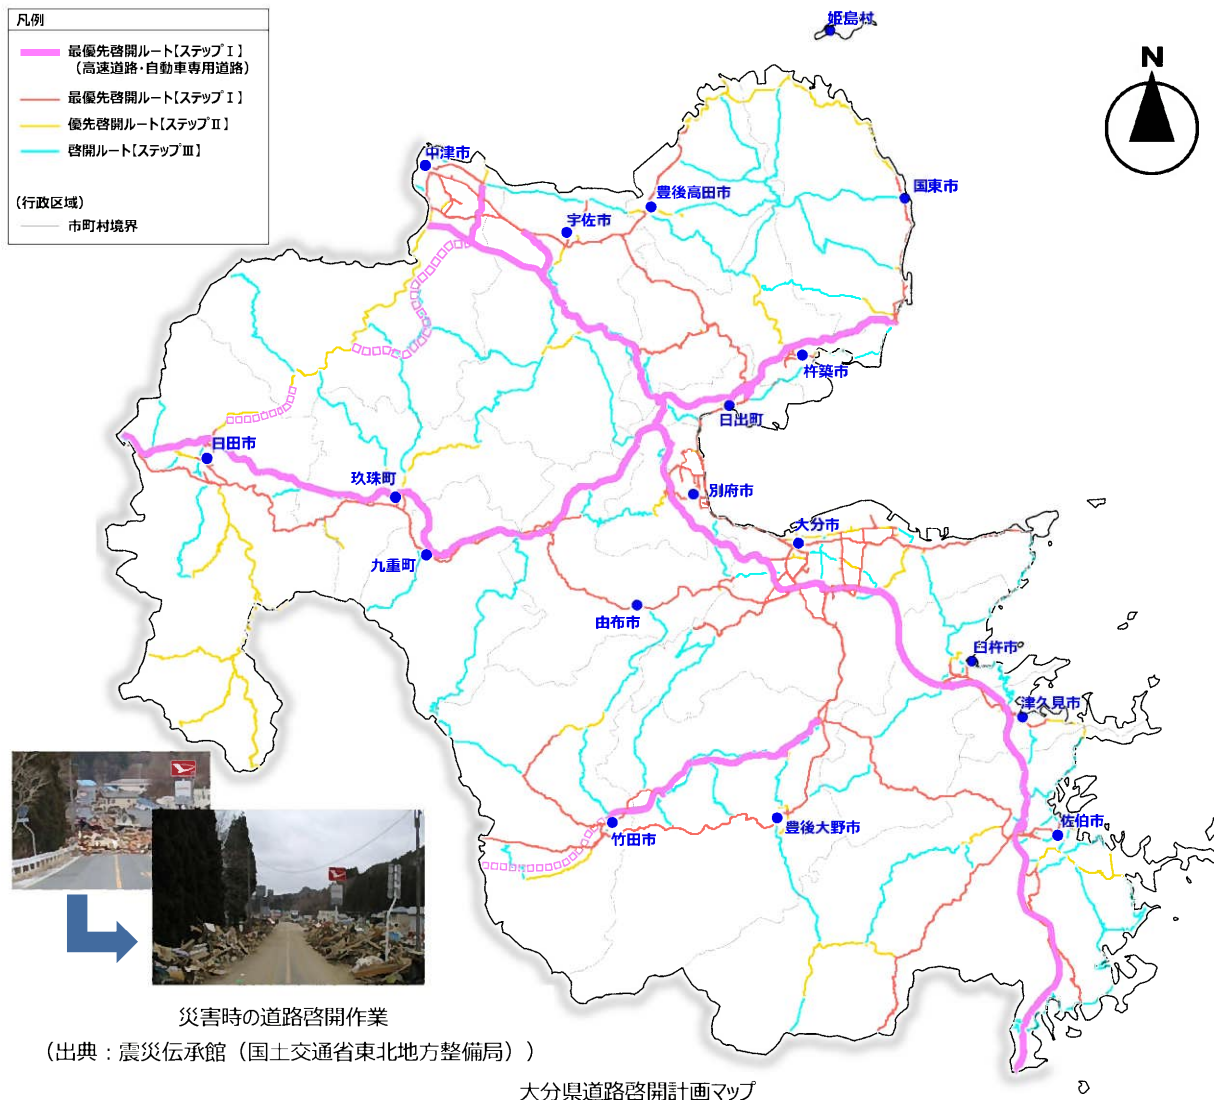 凡例
最優先啓開ルート【ステップⅠ】
（高速道路・自動車専用道路）
最優先啓開ルート【ステップⅠ】
優先啓開ルート【ステップⅡ】
啓開ルート【ステップⅢ】
（行政区域）
市町村境界
姫島村
N
中津市
国東市
豊後高田市
宇佐市
杵築市
日出町
日田市
玖珠町
別府市
大分市
九重町
由布市
臼杵市
津久見市
佐伯市
豊後大野市
竹田市
災害時の道路啓開作業
（出典：震災伝承館（国土交通省東北地方整備局））
大分県道路啓開計画マップ